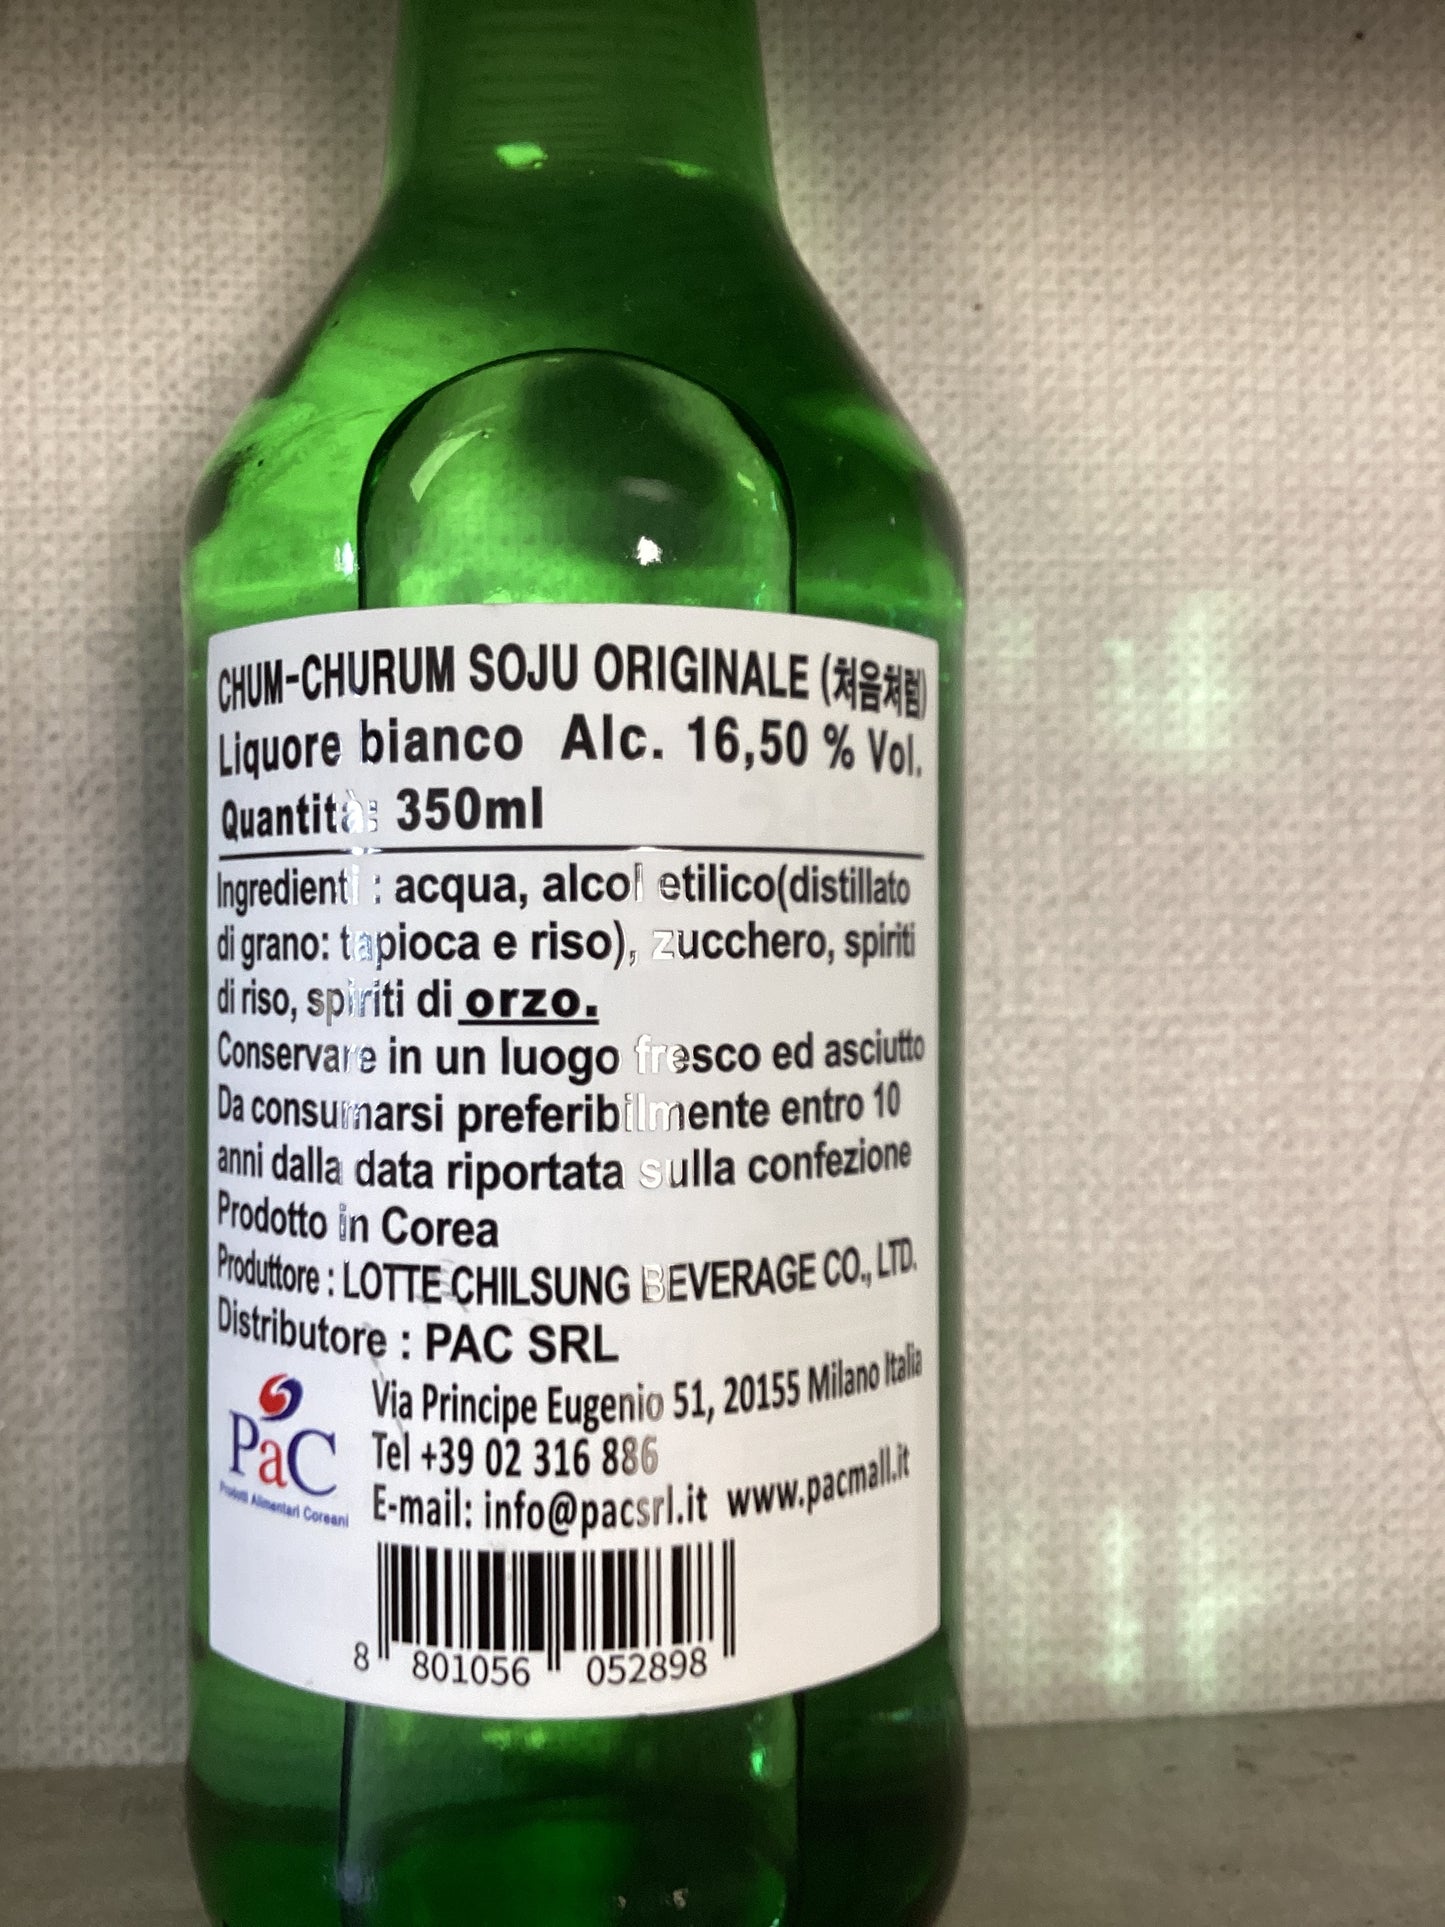 CHUM-CHURUM SOJU ORIGINALE (처음처럼)
Liquore bianco Alc. 16,50 % Vol.
Quantità: 350ml
Ingredienti : acqua, alcol etilico(distillato
di grano: tapioca e riso), zucchero, spiriti
di riso, spiriti di orzo.
Conservare in un luogo fresco ed asciutto
Da consumarsi preferibilmente entro 10
anni dalla data riportata sulla confezione
Prodotto in Corea
Produttore : LOTTE CHILSUNG BEVERAGE CO., LTD.
Distributore : PAC SRL
Via Principe Eugenio 51, 20155 Milano Italia
Tel +39 02 316 886
E-mail: info@pacsrl.it www.pacmall.it
PaC
Prodotti Alimentari Coreani
8 801056 052898